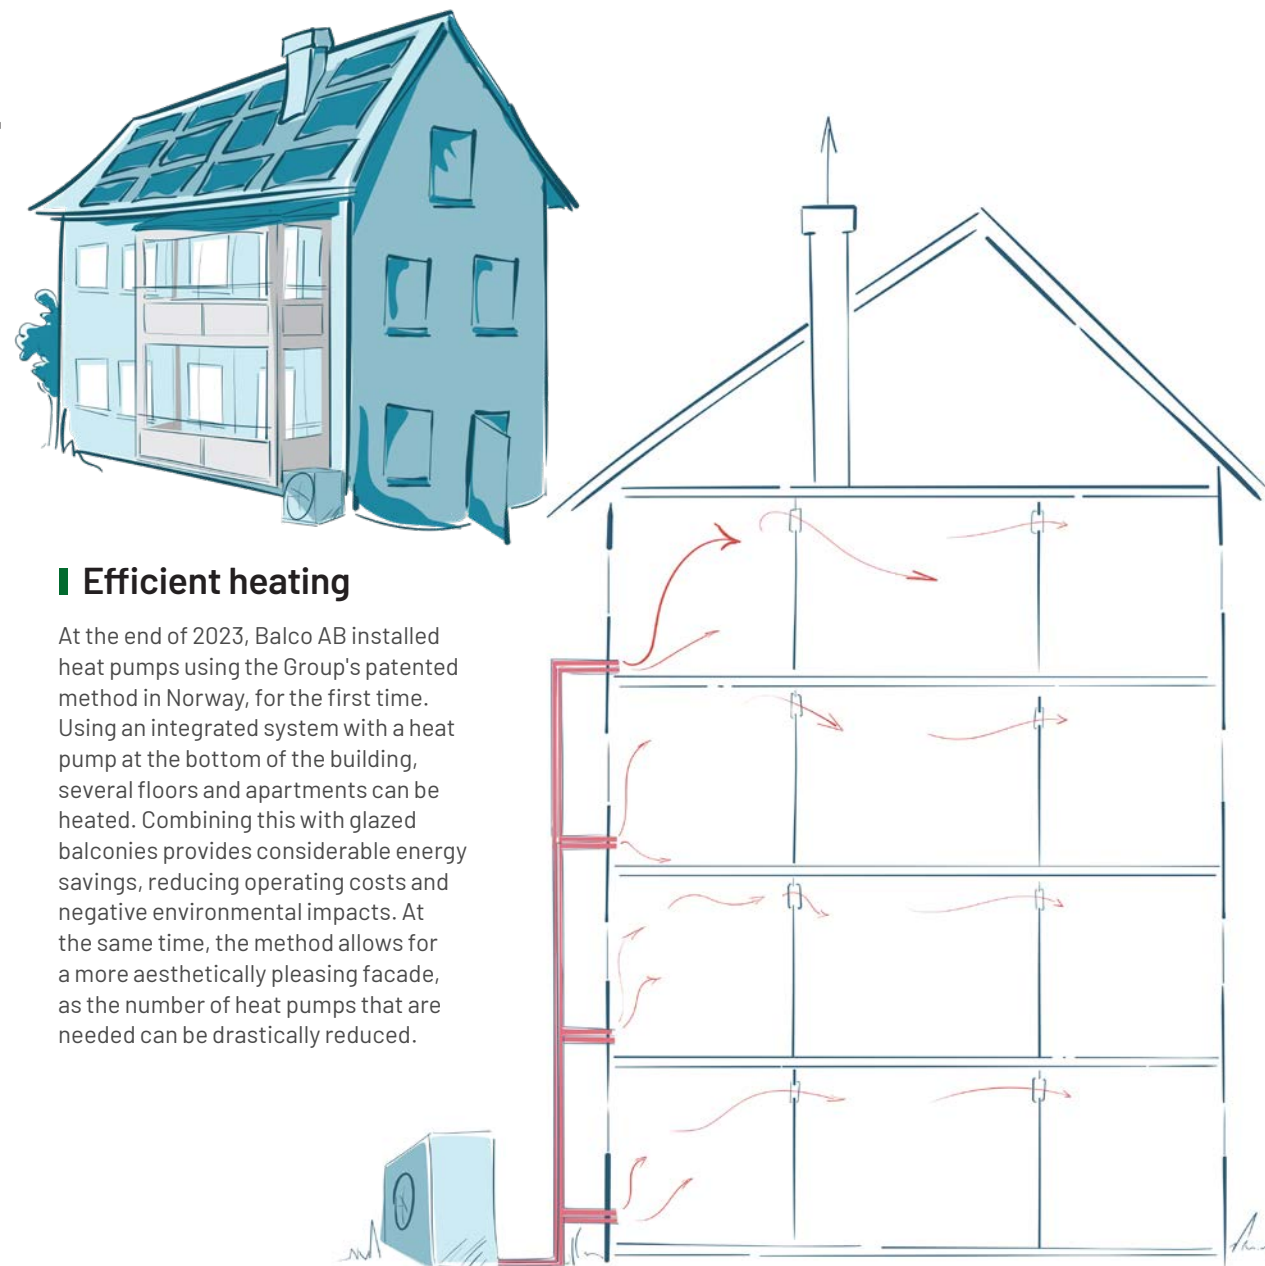 Efficient heating
At the end of 2023, Balco AB installed
heat pumps using the Group's patented
method in Norway, for the first time.
Using an integrated system with a heat
pump at the bottom of the building,
several floors and apartments can be
heated. Combining this with glazed
balconies provides considerable energy
savings, reducing operating costs and
negative environmental impacts. At
the same time, the method allows for
a more aesthetically pleasing facade,
as the number of heat pumps that are
needed can be drastically reduced.